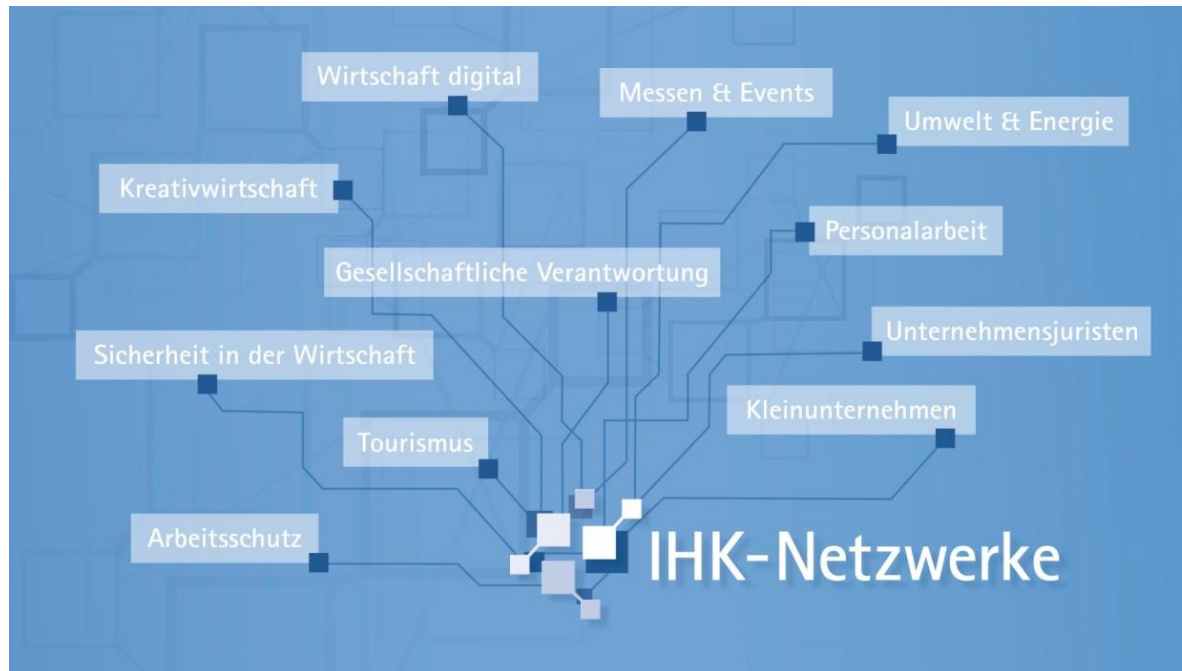 Wirtschaft digital
Messen & Events
Umwelt & Energie
Kreativwirtschaft
Personalarbeit
Gesellschaftliche Verantwortung
Unternehmensjuristen
Sicherheit in der Wirtschaft
Kleinunternehmen
Tourismus
Arbeitsschutz
IHK-Netzwerke